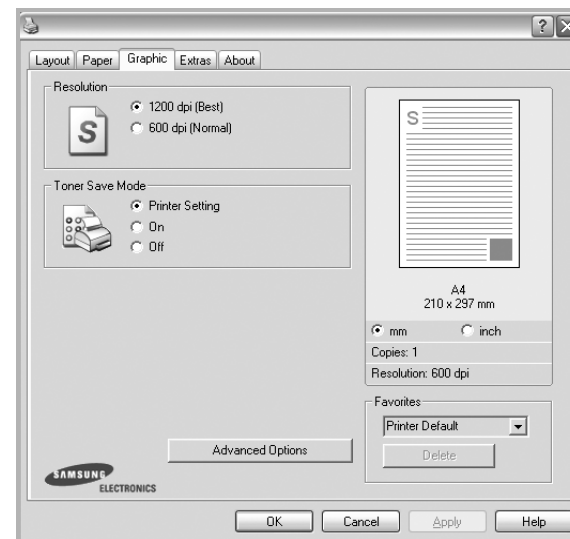 Layout Paper Graphic Extras About
Resolution
1200 dpi (Best)
600 dpi (Normal)
S
Toner Save Mode
Printer Setting
On
Off
S
A4
210 x 297 mm
mm inch
Copies: 1
Resolution: 600 dpi
Favorites
Printer Default
Delete
Advanced Options
SAMSUNG
ELECTRONICS
OK Cancel Apply Help